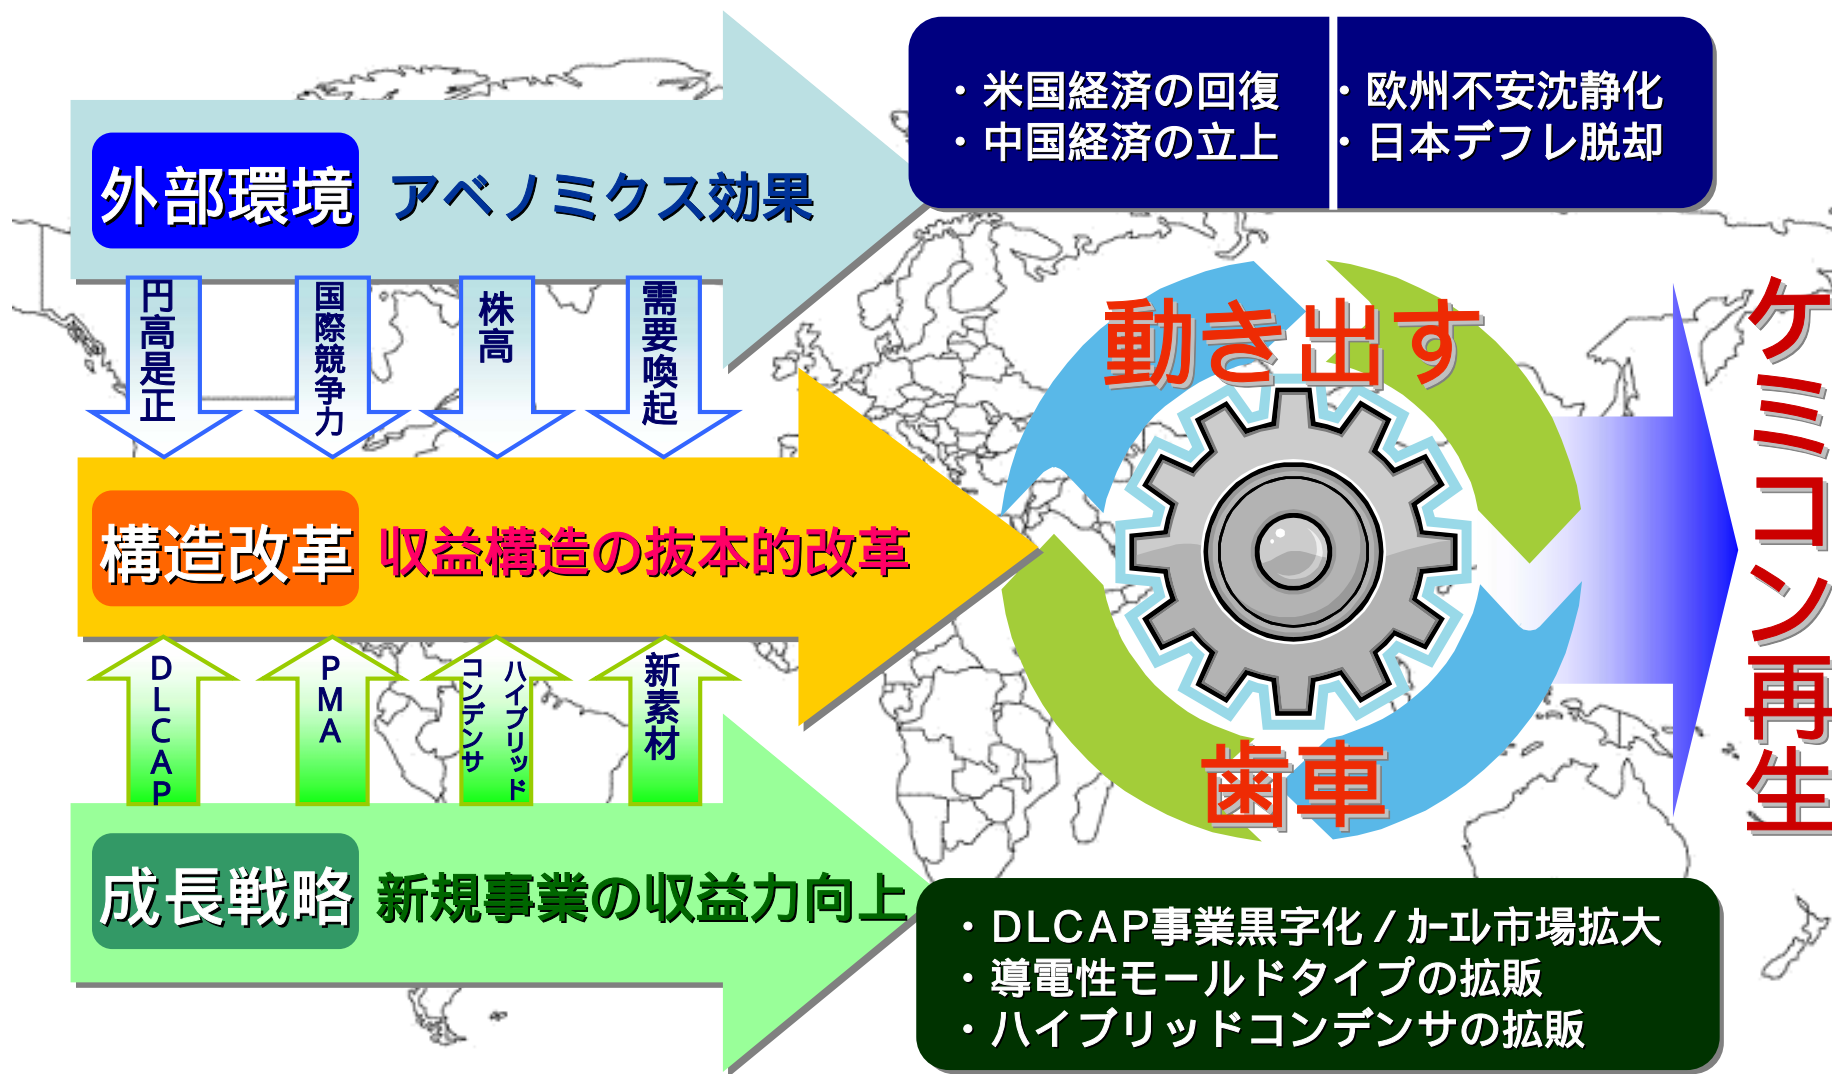 外部環境
アベノミクス効果
・米国経済の回復
・中国経済の立上
・欧州不安沈静化
・日本デフレ脱却
円高是正
国際競争力
株高
需要喚起
構造改革
収益構造の抜本的改革
動き出す
歯車
ケミコン再生
DLCAP
PMA
ハイブリッド
コンデンサ
新素材
成長戦略
新規事業の収益力向上
・DLCAP事業黒字化/ｶｰｴﾚ市場拡大
・導電性モールドタイプの拡販
・ハイブリッドコンデンサの拡販